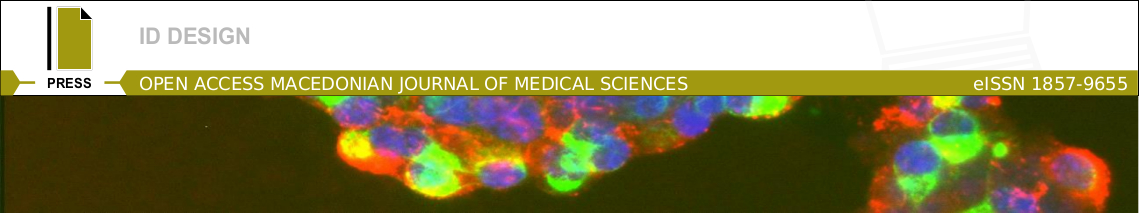 ID DESIGN
PRESS
OPEN ACCESS MACEDONIAN JOURNAL OF MEDICAL SCIENCES
eISSN 1857-9655